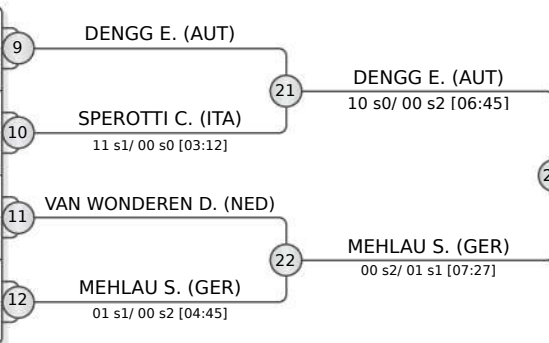 DENGG E. (AUT)
9
21
DENGG E. (AUT)
10 s0/ 00 s2 [06:45]
SPEROTTI C. (ITA)
10
11 s1/ 00 s0 [03:12]
VAN WONDEREN D. (NED)
11
22
MEHLAU S. (GER)
00 s2/ 01 s1 [07:27]
MEHLAU S. (GER)
12
01 s1/ 00 s2 [04:45]